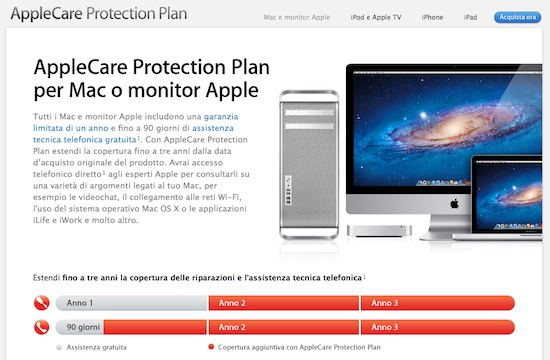 AppleCare Protection Plan
Mac e monitor Apple
iPod e Apple TV
iPhone
iPad
Acquista ora
AppleCare Protection Plan
per Mac o monitor Apple
Tutti i Mac e monitor Apple includono una garanzia
limitata di un anno e fino a 90 giorni di assistenza
tecnica telefonica gratuita¹. Con AppleCare Protection
Plan estendi la copertura fino a tre anni dalla data
d'acquisto originale del prodotto. Avrai accesso
telefonico diretto¹ agli esperti Apple per consultarli su
una varietà di argomenti legati al tuo Mac, per
esempio le videochat, il collegamento alle reti Wi-Fi,
l'uso del sistema operativo Mac OS X o le applicazioni
iLife e iWork e molto altro.
Estendi fino a tre anni la copertura delle riparazioni e l'assistenza tecnica telefonica¹
Anno 1
Anno 2
Anno 3
90 giorni
Anno 2
Anno 3
Assistenza gratuita
Copertura aggiuntiva con AppleCare Protection Plan